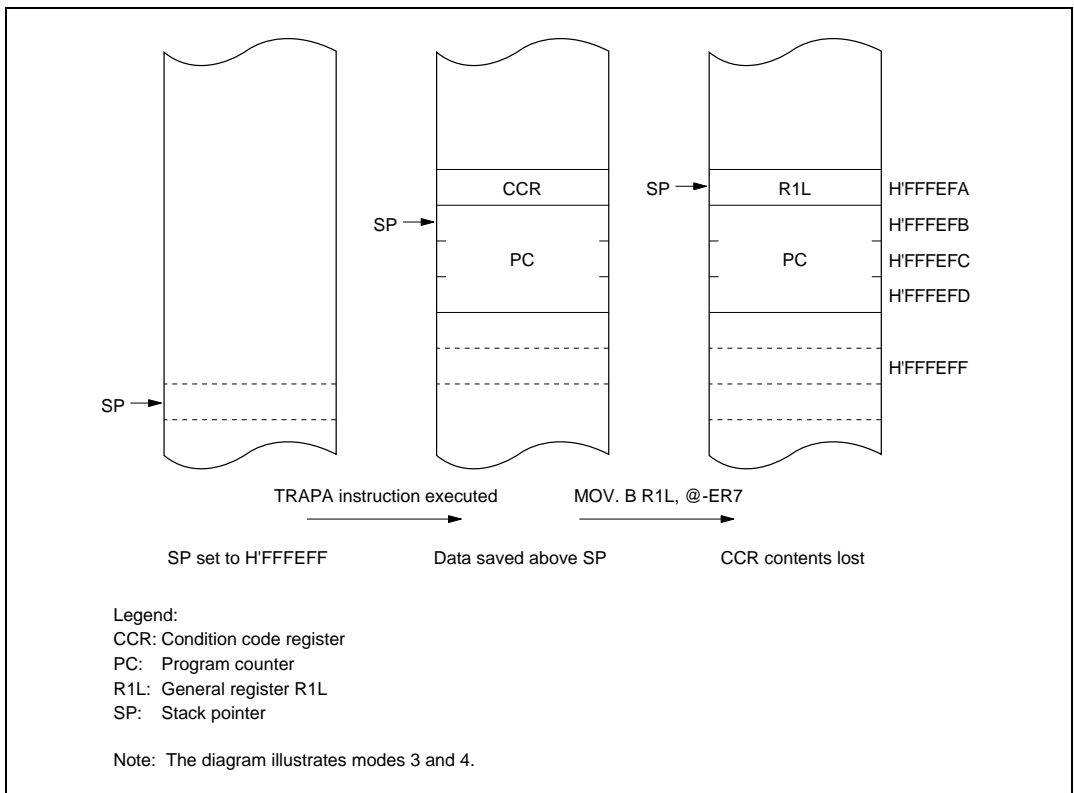 CCR
SP
R1L
H'FFFEFA
SP
H'FFFEFB
PC
PC
H'FFFEFC
H'FFFEFD
H'FFFEFF
SP
TRAPA instruction executed
MOV. B R1L, @-ER7
SP set to H'FFFEFF
Data saved above SP
CCR contents lost
Legend:
CCR: Condition code register
PC: Program counter
R1L: General register R1L
SP: Stack pointer
Note: The diagram illustrates modes 3 and 4.